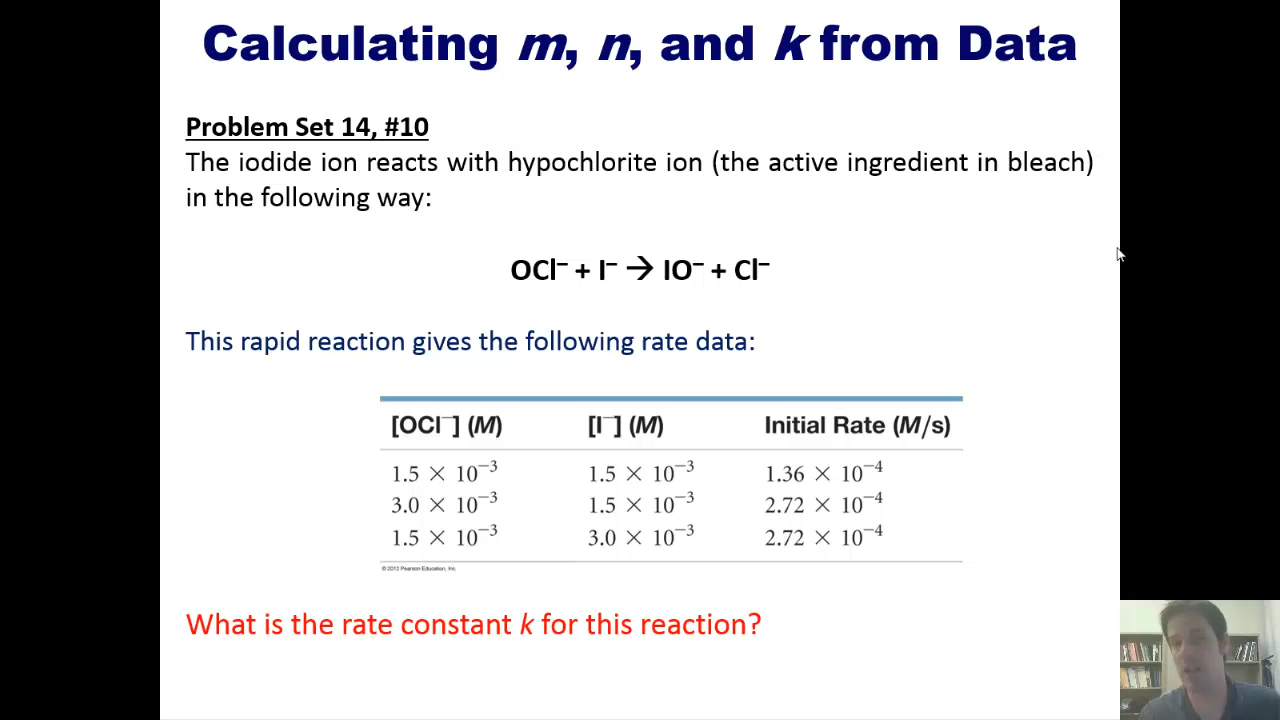 Calculating m, n, and k from Data
Problem Set 14, #10
The iodide ion reacts with hypochlorite ion (the active ingredient in bleach)
in the following way:
OCl⁻ + I⁻ → IO⁻ + Cl⁻
This rapid reaction gives the following rate data:
[OCl⁻] (M) [I⁻] (M) Initial Rate (M/s)
1.5 × 10⁻³ 1.5 × 10⁻³ 1.36 × 10⁻⁴
3.0 × 10⁻³ 1.5 × 10⁻³ 2.72 × 10⁻⁴
1.5 × 10⁻³ 3.0 × 10⁻³ 2.72 × 10⁻⁴
© 2012 Pearson Education, Inc.
What is the rate constant k for this reaction?